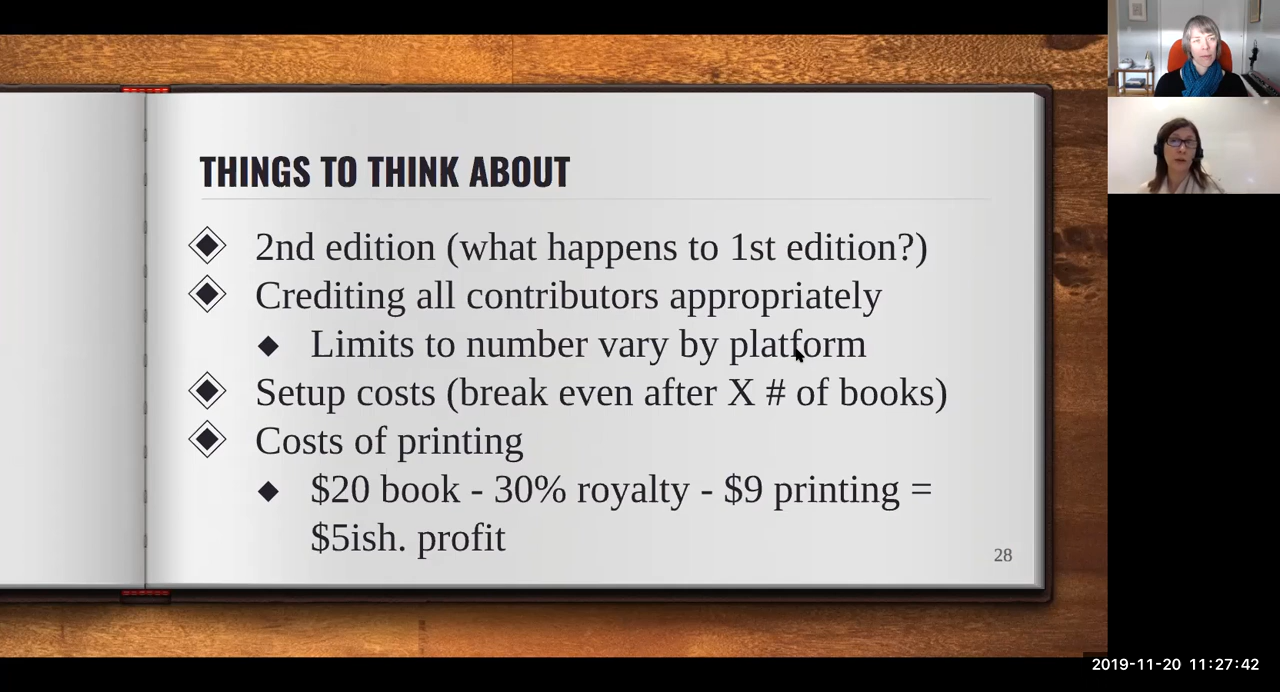 THINGS TO THINK ABOUT
2nd edition (what happens to 1st edition?)
Crediting all contributors appropriately
Limits to number vary by platform
Setup costs (break even after X # of books)
Costs of printing
$20 book - 30% royalty - $9 printing =
$5ish. profit
28
2019-11-20 11:27:42